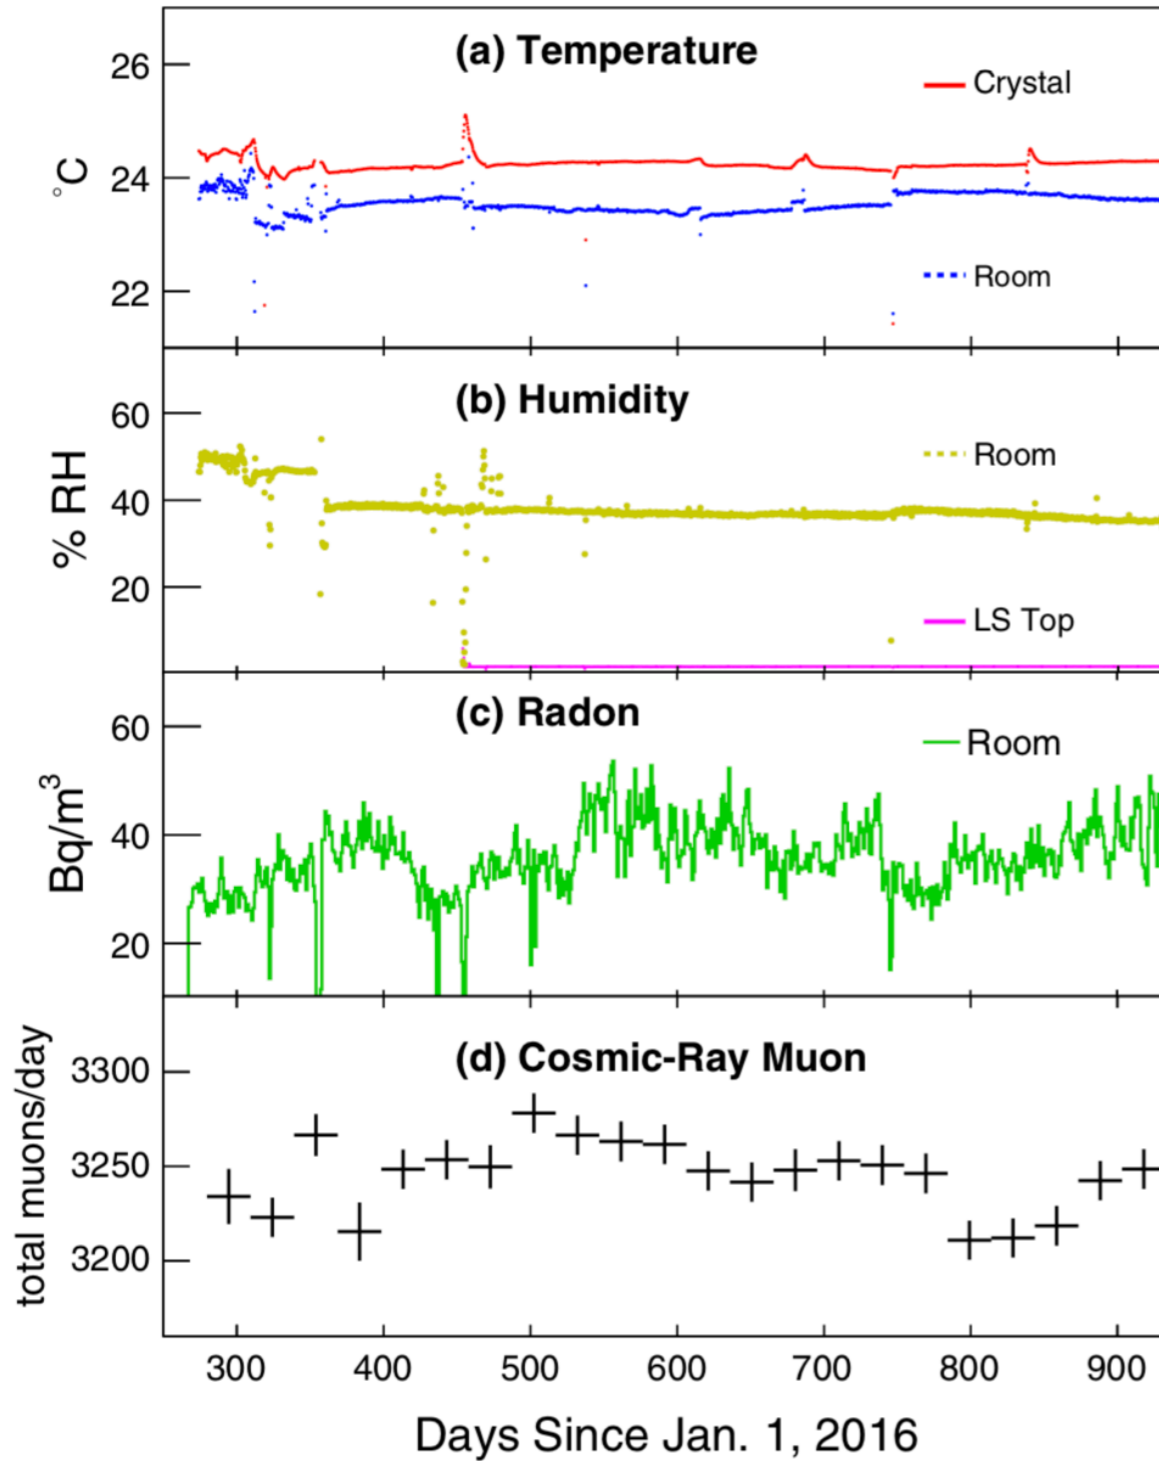 (a) Temperature
26
24
22
°C
Crystal
Room
(b) Humidity
60
40
20
% RH
Room
LS Top
(c) Radon
60
40
20
Bq/m³
Room
(d) Cosmic-Ray Muon
3300
3250
3200
total muons/day
300 400 500 600 700 800 900
Days Since Jan. 1, 2016